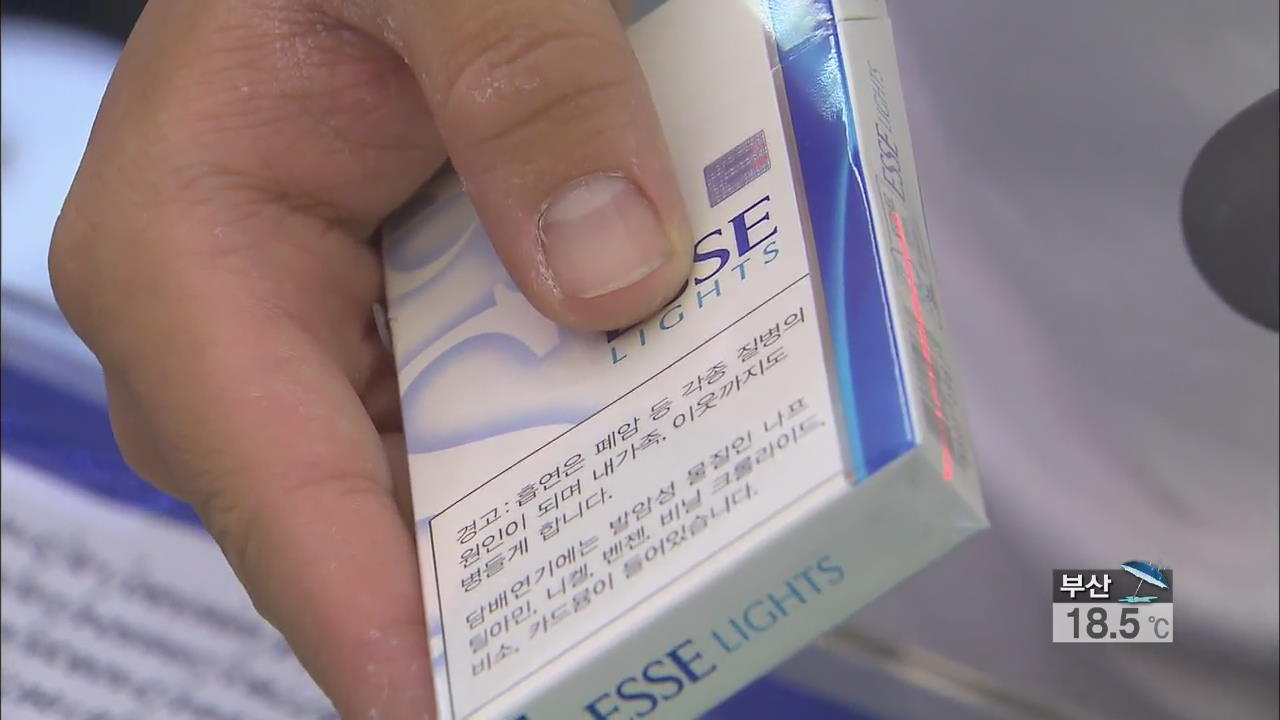 ESSE LIGHTS
SSE
LIGHTS
경고: 흡연은 폐암 등 각종 질병의
원인이 되며 내가족, 이웃까지도
병들게 합니다.
담배연기에는 발암성 물질인 나프
틸아민, 니켈, 벤젠, 비닐 크롤라이드,
비소, 카드뮴이 들어있습니다.
ESSE LIGHTS
부산
18.5℃